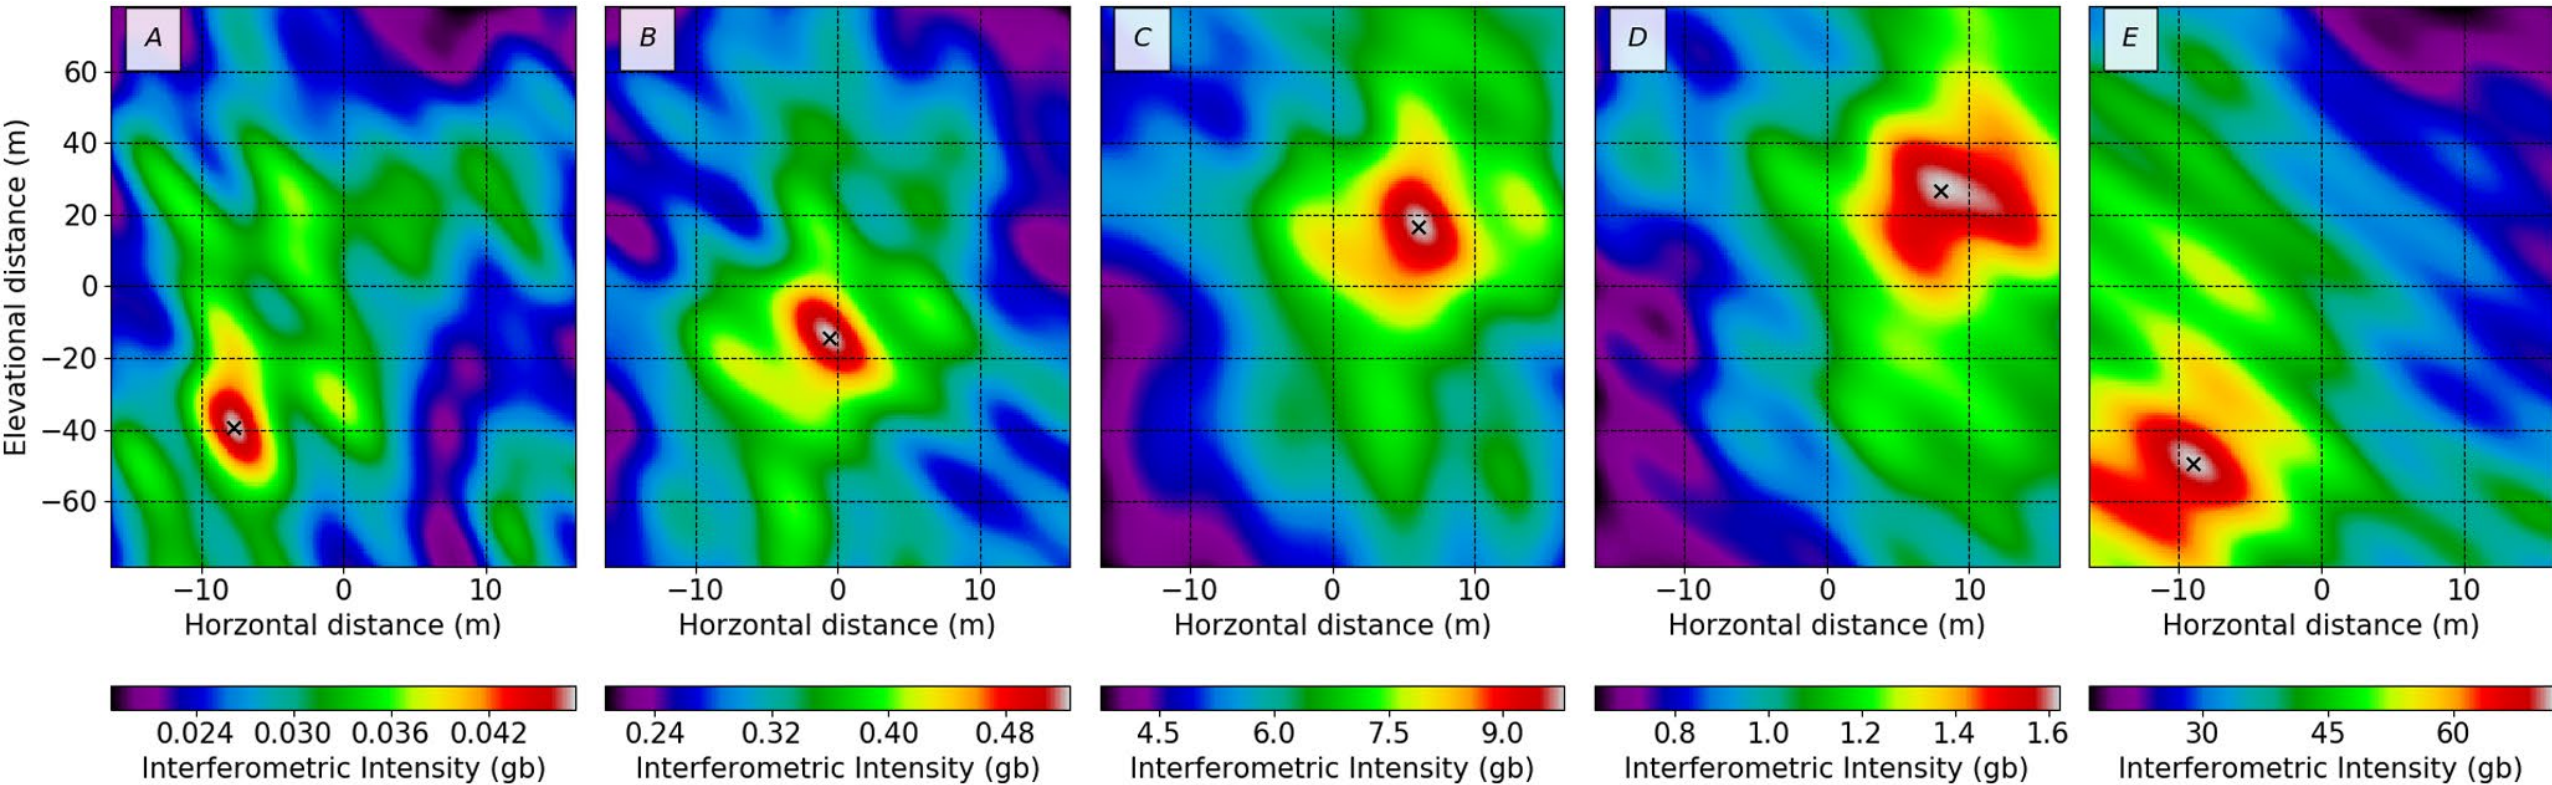 A B C D E
60
40
20
0
−20
−40
−60
Elevational distance (m)
−10 0 10 −10 0 10 −10 0 10 −10 0 10 −10 0 10
Horzontal distance (m) Horzontal distance (m) Horzontal distance (m) Horzontal distance (m) Horzontal distance (m)
0.024 0.030 0.036 0.042 0.24 0.32 0.40 0.48 4.5 6.0 7.5 9.0 0.8 1.0 1.2 1.4 1.6 30 45 60
Interferometric Intensity (gb) Interferometric Intensity (gb) Interferometric Intensity (gb) Interferometric Intensity (gb) Interferometric Intensity (gb)